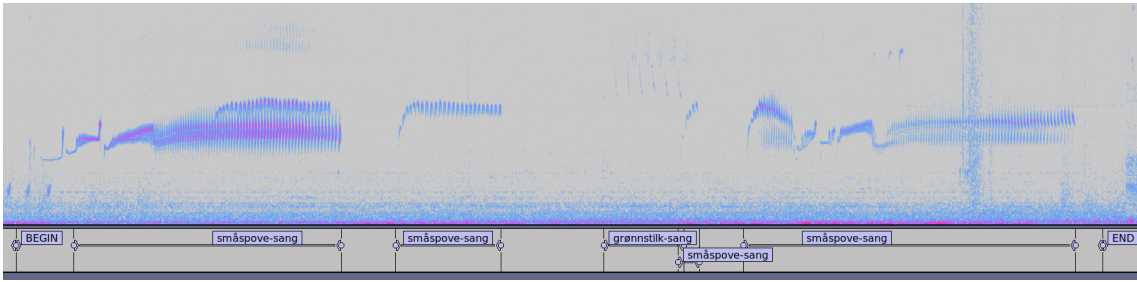 BEGIN
småspove-sang
småspove-sang
grønnstilk-sang
småspove-sang
småspove-sang
END